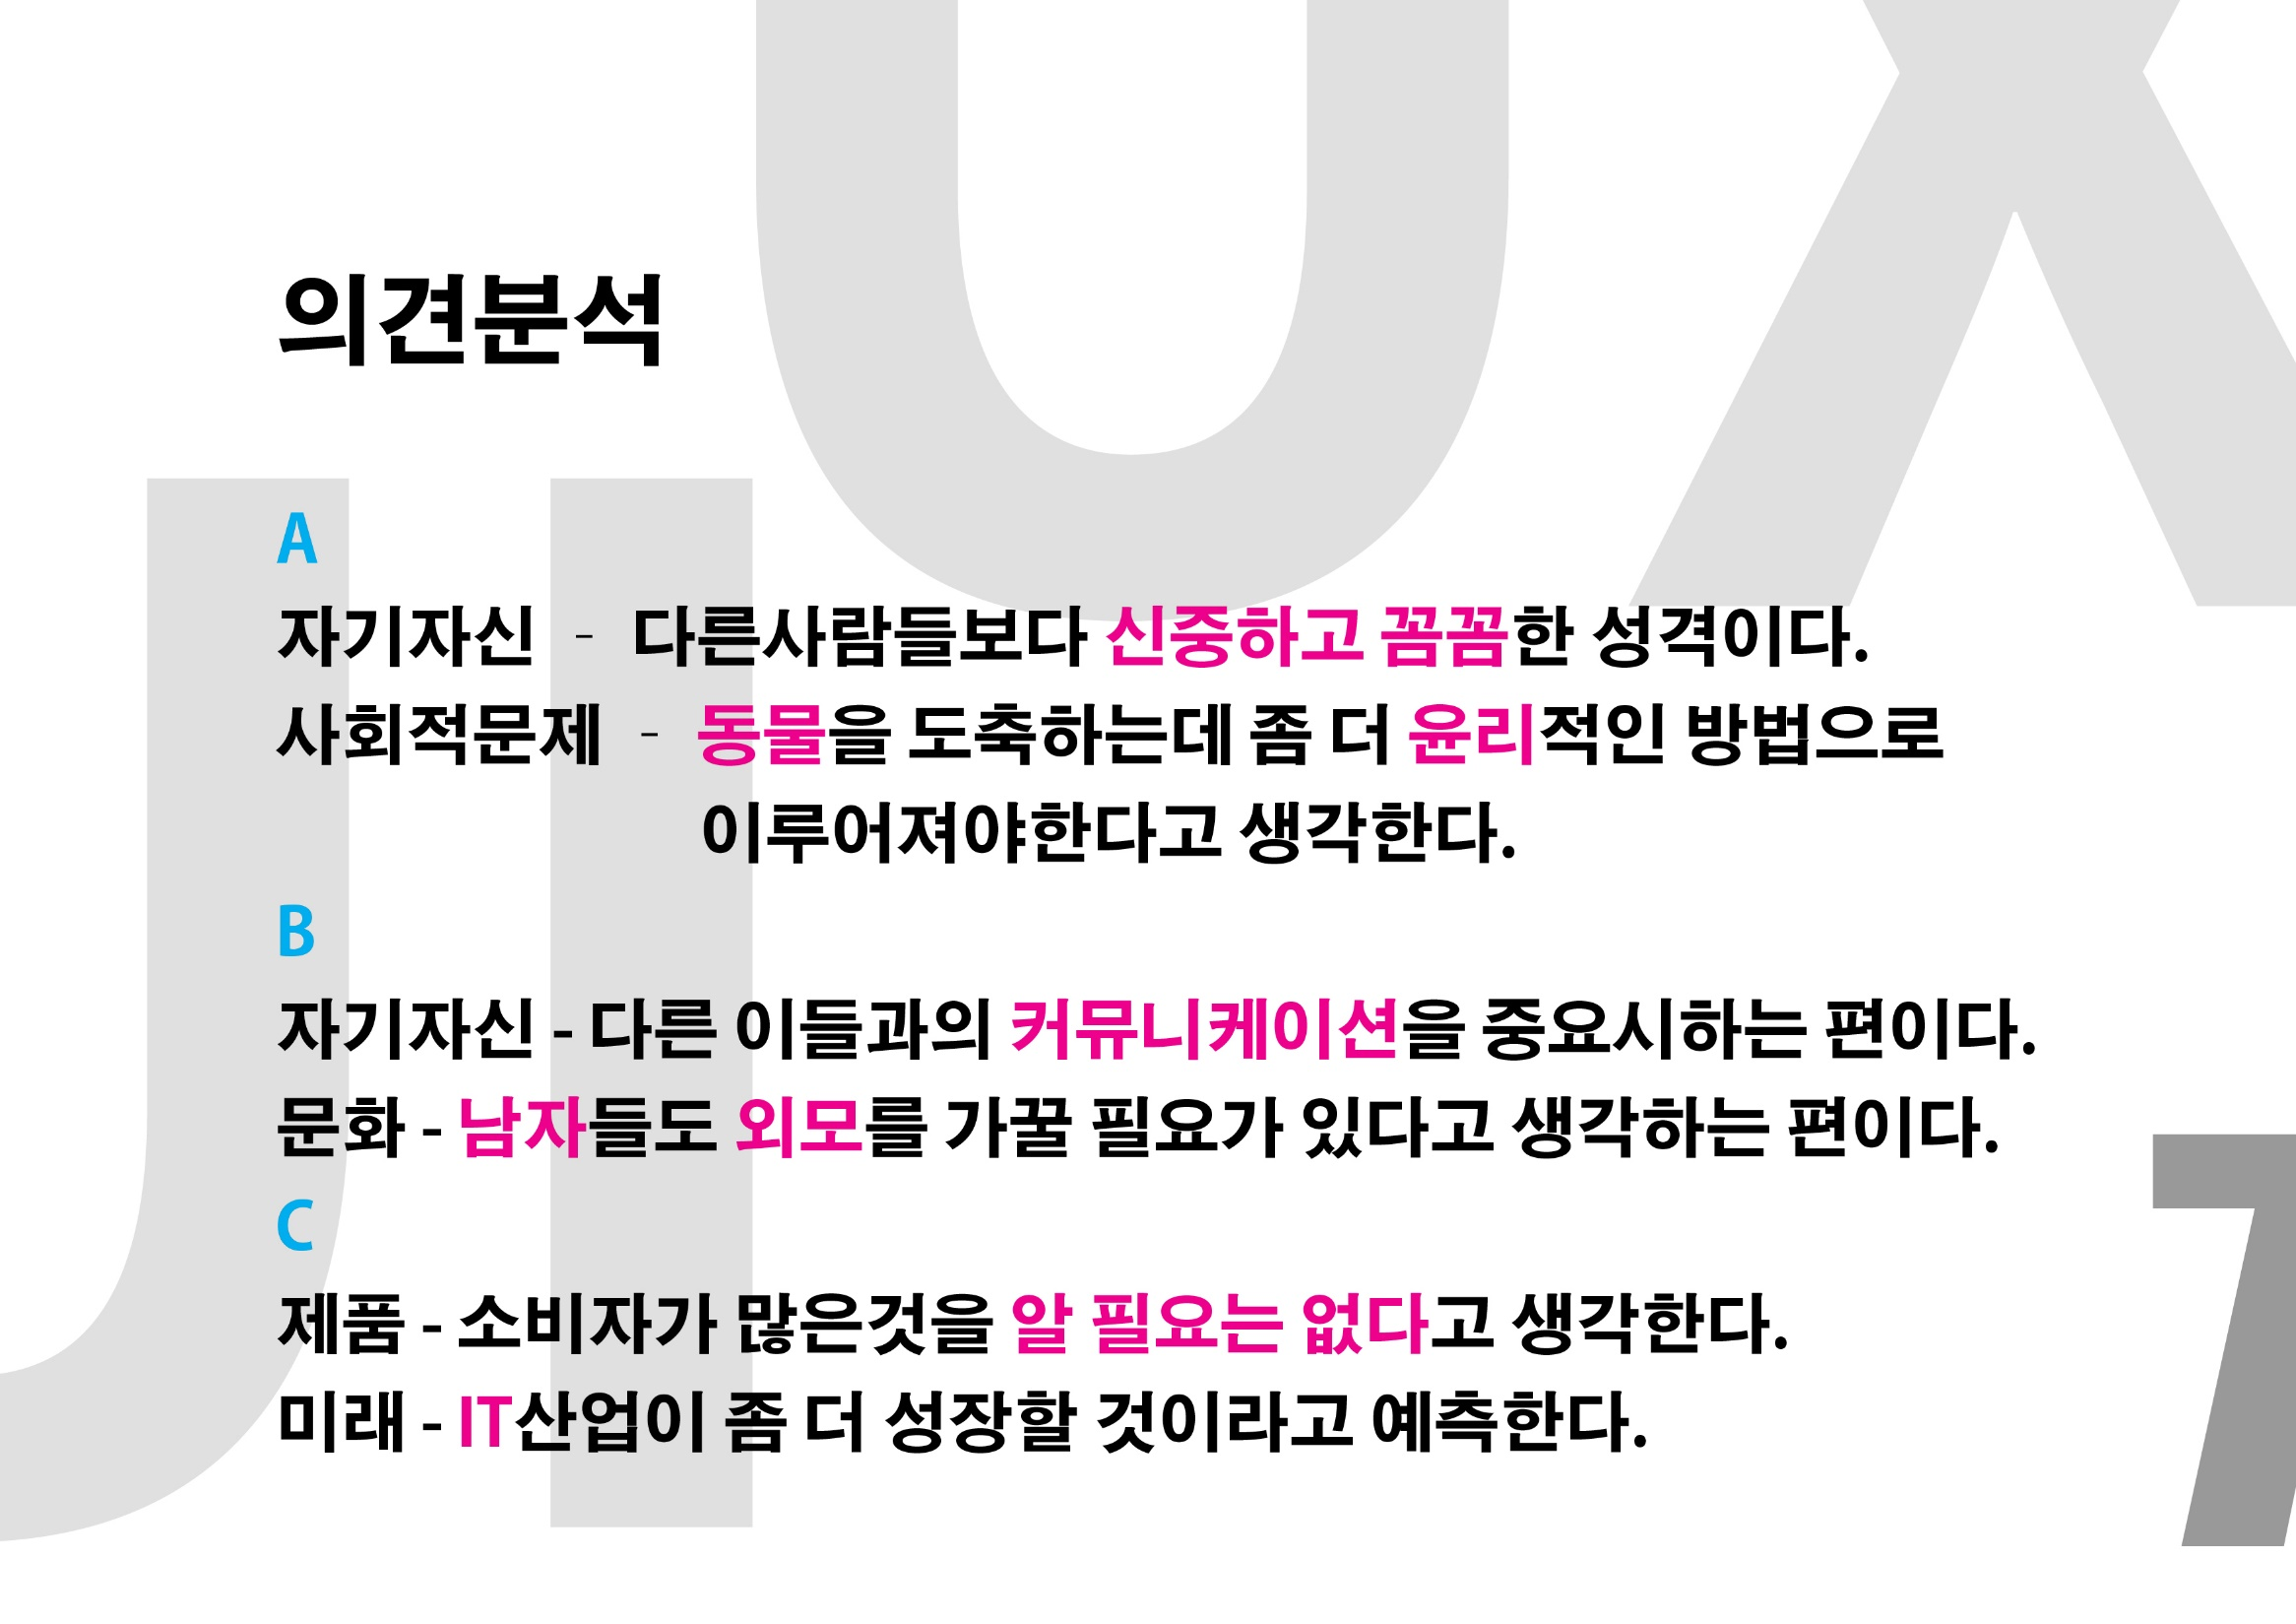 의견분석
A
자기자신 - 다른사람들보다 신중하고 꼼꼼한 성격이다.
사회적문제 - 동물을 도축하는데 좀 더 윤리적인 방법으로
이루어져야한다고 생각한다.
B
자기자신 - 다른 이들과의 커뮤니케이션을 중요시하는 편이다.
문화 - 남자들도 외모를 가꿀 필요가 있다고 생각하는 편이다.
C
제품 - 소비자가 많은것을 알 필요는 없다고 생각한다.
미래 - IT산업이 좀 더 성장할 것이라고 예측한다.
UX
JI
7